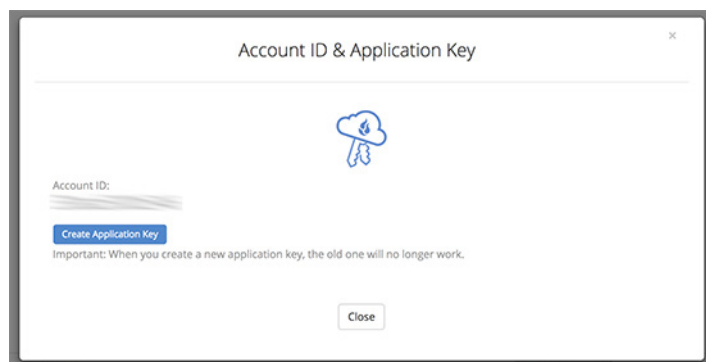 Account ID & Application Key
×
Account ID:
Create Application Key
Important: When you create a new application key, the old one will no longer work.
Close